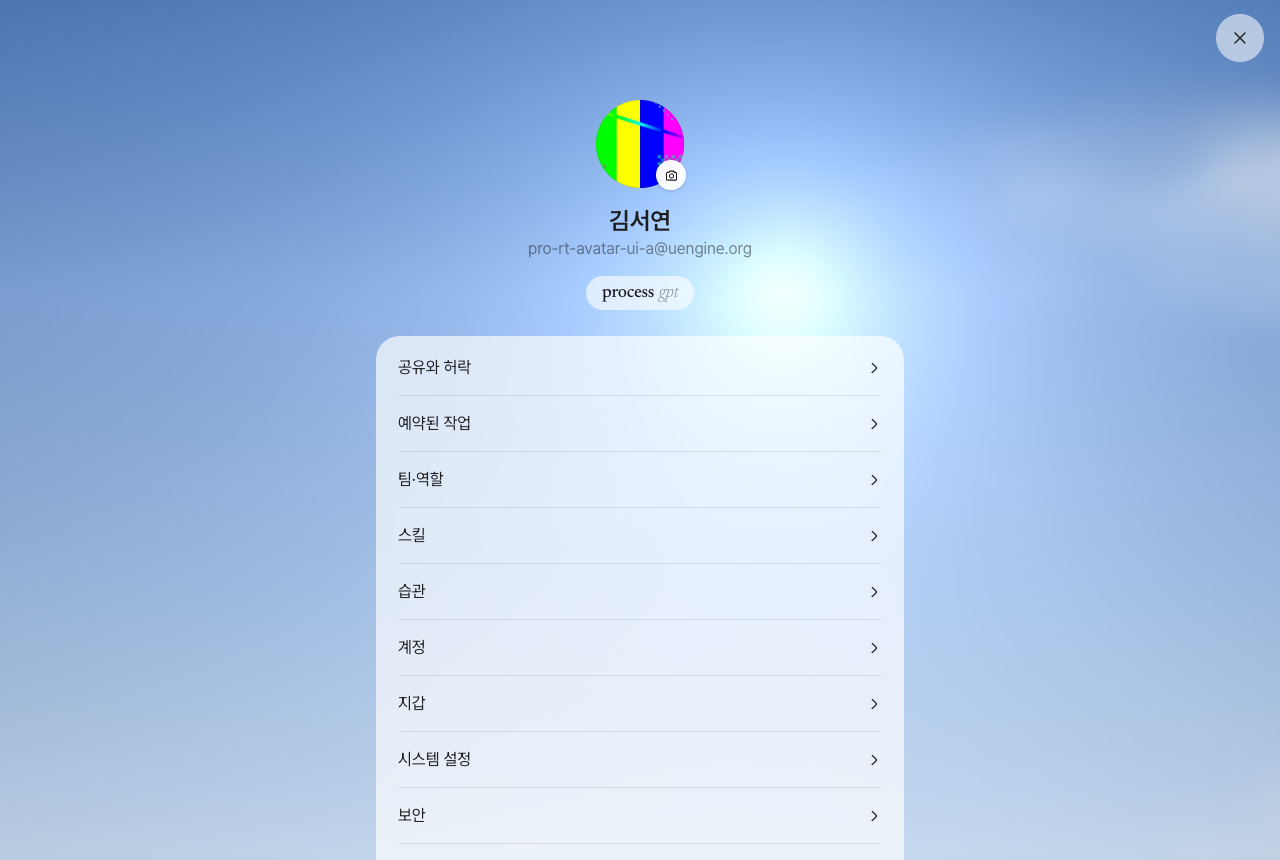 김서연
pro-rt-avatar-ui-a@uengine.org
process gpt
공유와 허락
예약된 작업
팀·역할
스킬
습관
계정
지갑
시스템 설정
보안